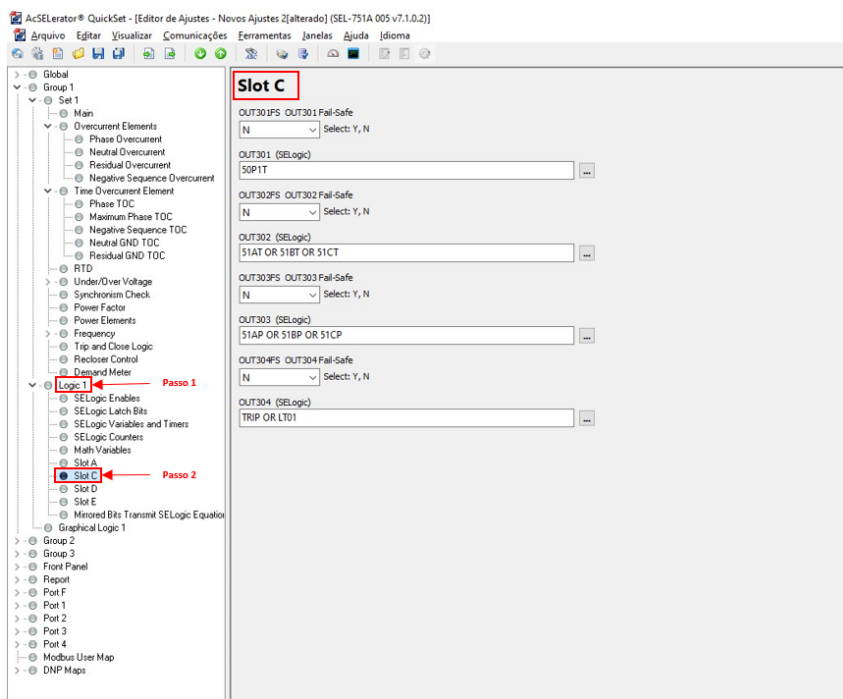 AcSELerator® QuickSet - [Editor de Ajustes - Novos Ajustes 2[alterado] (SEL-751A 005 v7.1.0.2)]
Arquivo Egitar Visualizar Comunicações Ferramentas Janelas Ajuda Idioma
Global
Group 1
Set 1
Main
Overcurrent Elements
Phase Overcurrent
Neutral Overcurrent
Residual Overcurrent
Negative Sequence Overcurrent
Time Overcurrent Element
Phase TOC
Maximum Phase TOC
Negative Sequence TOC
Neutral GND TOC
Residual GND TOC
RTD
Under/Over Voltage
Synchronism Check
Power Factor
Power Elements
Frequency
Trip and Close Logic
Recloser Control
Demand Meter
Logic 1
Passo 1
SELogic Enables
SELogic Latch Bits
SELogic Variables and Timers
SELogic Counters
Math Variables
Slot A
Slot C
Passo 2
Slot D
Slot E
Mirrored Bits Transmit SELogic Equation
Graphical Logic 1
Group 2
Group 3
Front Panel
Report
Port F
Port 1
Port 2
Port 3
Port 4
Modbus User Map
DNP Maps
Slot C
OUT301FS OUT301 Fail-Safe
N Select: Y, N
OUT301 (SELogic)
50P1T
...
OUT302FS OUT302 Fail-Safe
N Select: Y, N
OUT302 (SELogic)
51AT OR 51BT OR 51CT
...
OUT303FS OUT303 Fail-Safe
N Select: Y, N
OUT303 (SELogic)
51AP OR 51BP OR 51CP
...
OUT304FS OUT304 Fail-Safe
N Select: Y, N
OUT304 (SELogic)
TRIP OR LT01
...